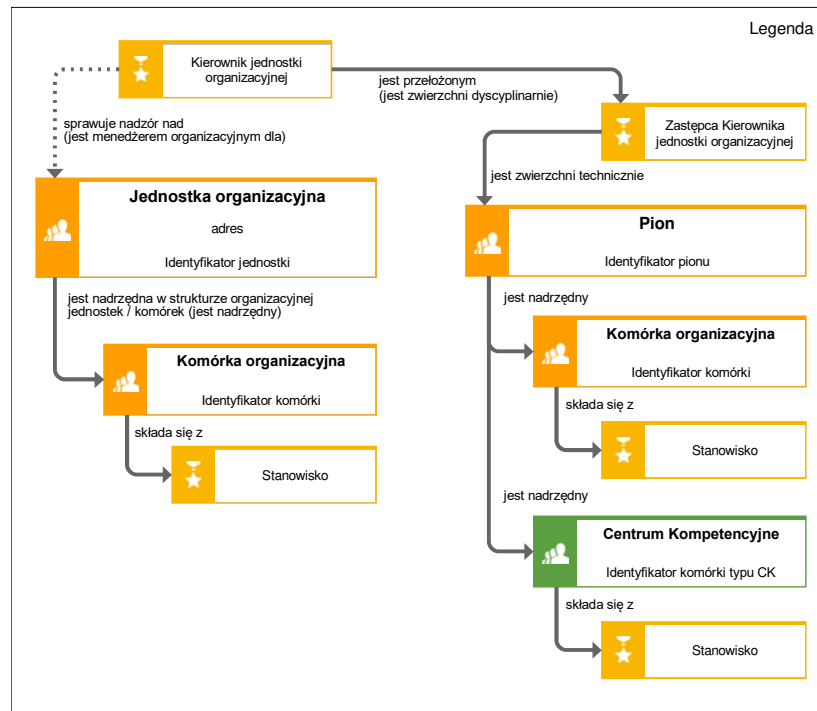 Legenda
Kierownik jednostki
organizacyjnej
jest przełożonym
(jest zwierzchni dyscyplinarnie)
sprawuje nadzór nad
(jest menedżerem organizacyjnym dla)
Zastępca Kierownika
jednostki organizacyjnej
jest zwierzchni technicznie
Jednostka organizacyjna
adres
Identyfikator jednostki
Pion
Identyfikator pionu
jest nadrzędna w strukturze organizacyjnej
jednostek / komórek (jest nadrzędny)
jest nadrzędny
Komórka organizacyjna
Identyfikator komórki
składa się z
Stanowisko
Komórka organizacyjna
Identyfikator komórki
składa się z
Stanowisko
jest nadrzędny
Centrum Kompetencyjne
Identyfikator komórki typu CK
składa się z
Stanowisko